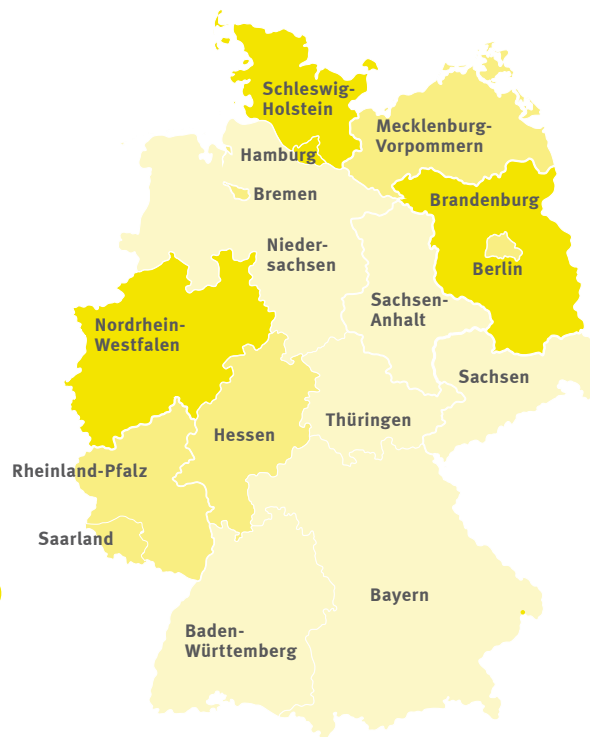 Schleswig-
Holstein
Mecklenburg-
Vorpommern
Hamburg
Bremen
Brandenburg
Nieder-
sachsen
Berlin
Sachsen-
Anhalt
Nordrhein-
Westfalen
Sachsen
Thüringen
Hessen
Rheinland-Pfalz
Saarland
Bayern
Baden-
Württemberg